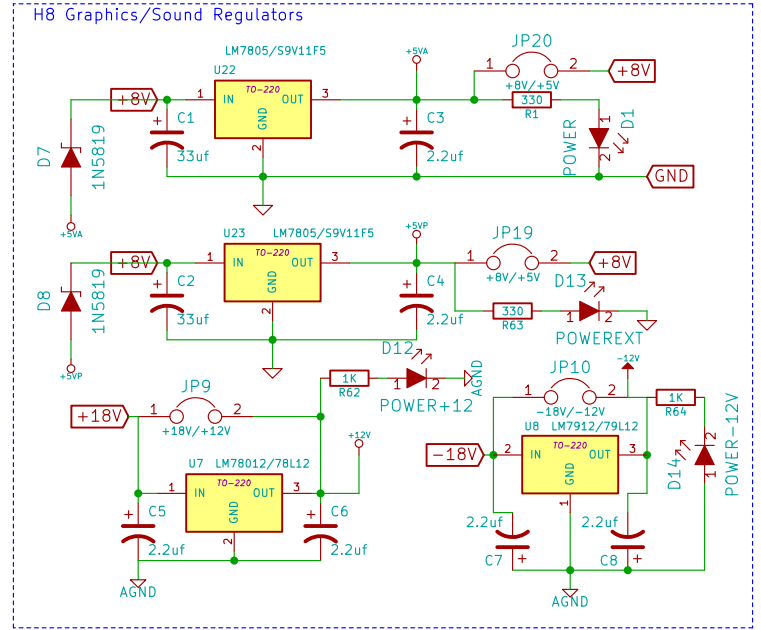 H8 Graphics/Sound Regulators
LM7805/S9V11F5
U22
TO-220
IN
OUT
GND
1
3
2
+8V
+
C1
33uf
D7
1N5819
+5VA
+5VA
+
C3
2.2uf
JP20
1
2
+8V/+5V
+8V
330
R1
POWER
1
2
D1
GND
U23
LM7805/S9V11F5
TO-220
IN
OUT
GND
1
3
2
+8V
+
C2
33uf
D8
1N5819
+5VP
+5VP
+
C4
2.2uf
JP19
1
2
+8V/+5V
+8V
330
R63
D13
1
2
POWEREXT
D12
1K
R62
1
2
POWER+12
AGND
JP9
+18V
1
2
+18V/+12V
+12V
U7
LM78012/78L12
TO-220
IN
OUT
GND
1
3
2
+
C5
2.2uf
+
C6
2.2uf
AGND
-12V
JP10
1
2
-18V/-12V
1K
R64
U8
LM7912/79L12
TO-220
IN
OUT
GND
-18V
2
3
1
D14
2
1
POWER-12V
2.2uf
C7
+
2.2uf
C8
+
AGND